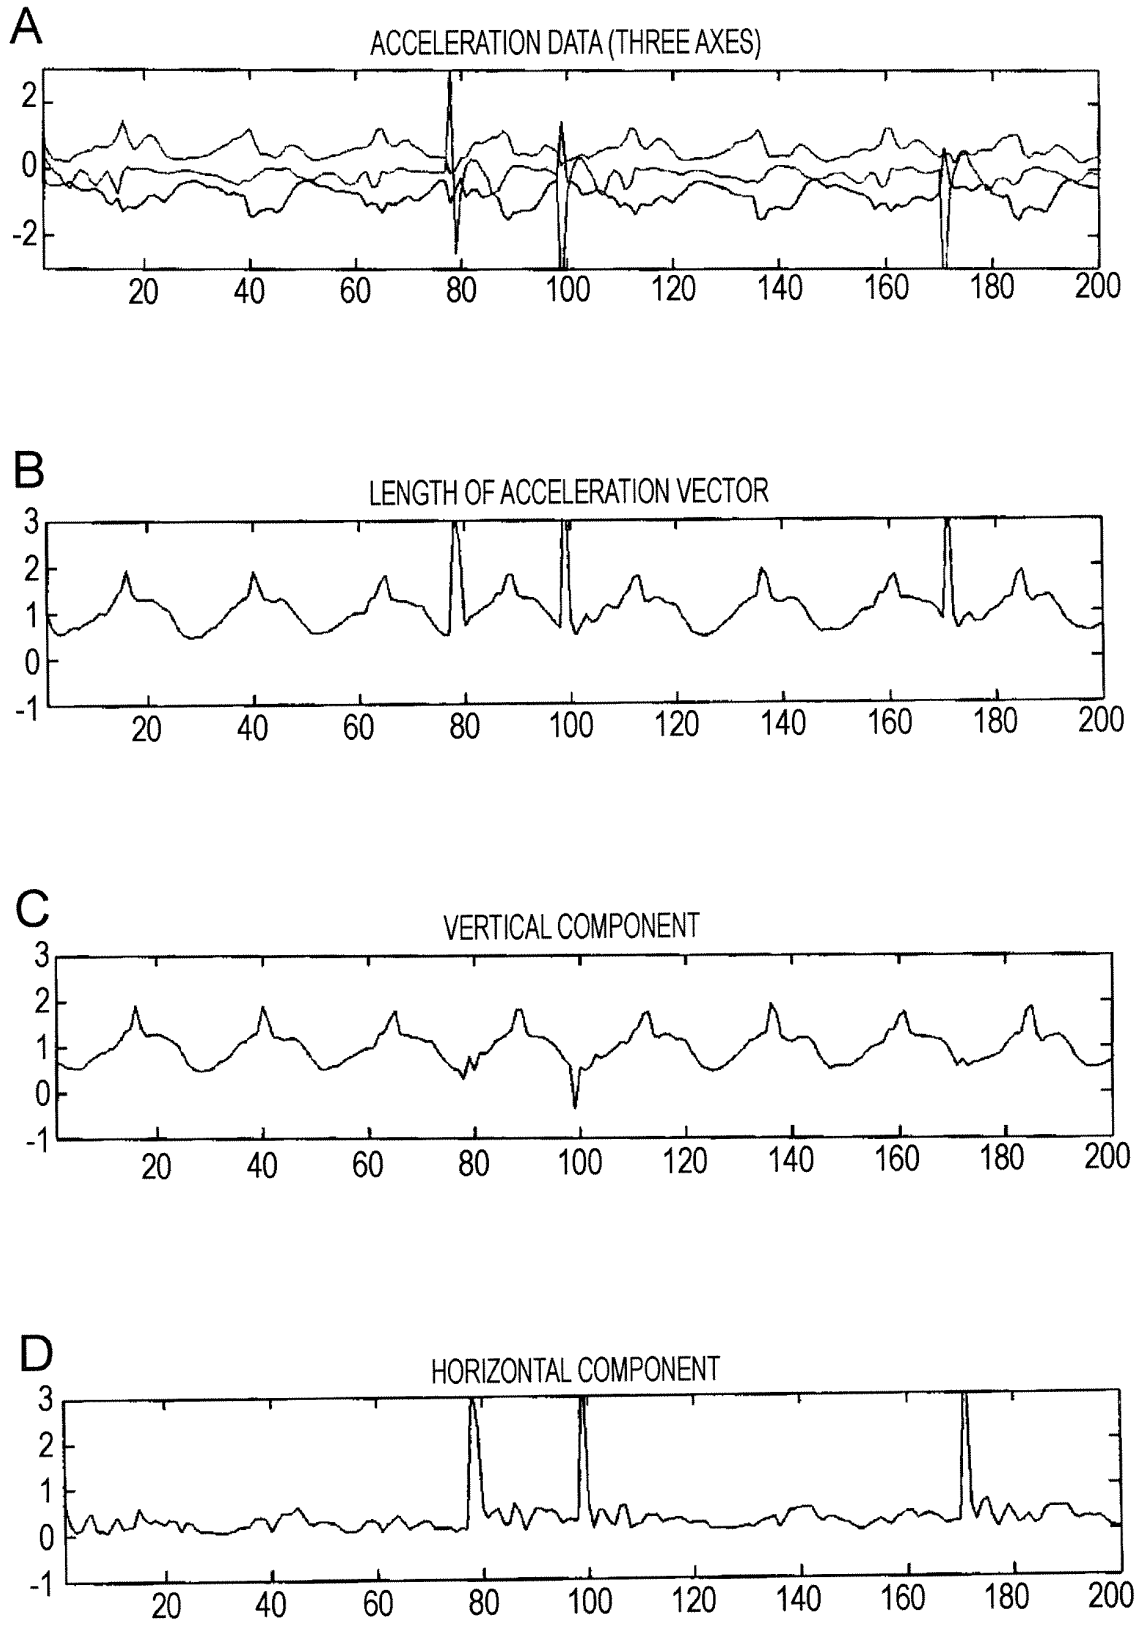 A
ACCELERATION DATA (THREE AXES)
2
0
-2
20 40 60 80 100 120 140 160 180 200
B
LENGTH OF ACCELERATION VECTOR
3
2
1
0
-1
20 40 60 80 100 120 140 160 180 200
C
VERTICAL COMPONENT
3
2
1
0
-1
20 40 60 80 100 120 140 160 180 200
D
HORIZONTAL COMPONENT
3
2
1
0
-1
20 40 60 80 100 120 140 160 180 200